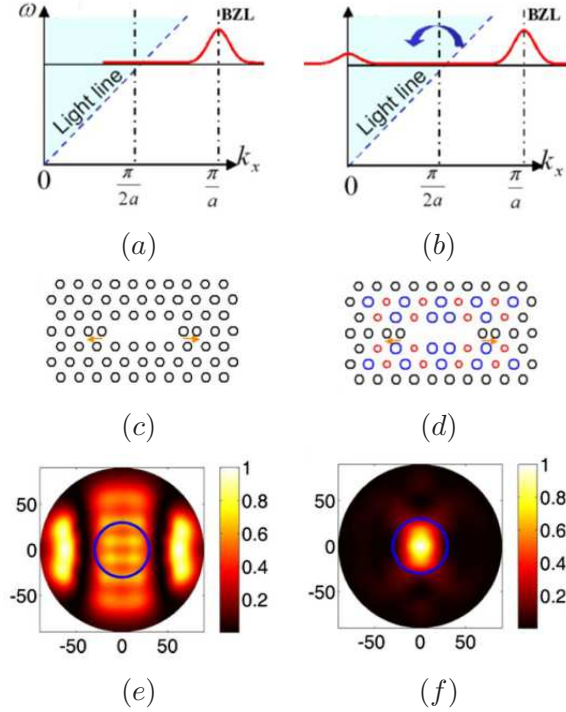 ω BZL
Light line
0 π/2a π/a k_x
(a)
ω BZL
Light line
0 π/2a π/a k_x
(b)
(c)
(d)
50
0
-50
-50 0 50
1
0.8
0.6
0.4
0.2
(e)
50
0
-50
-50 0 50
1
0.8
0.6
0.4
0.2
(f)